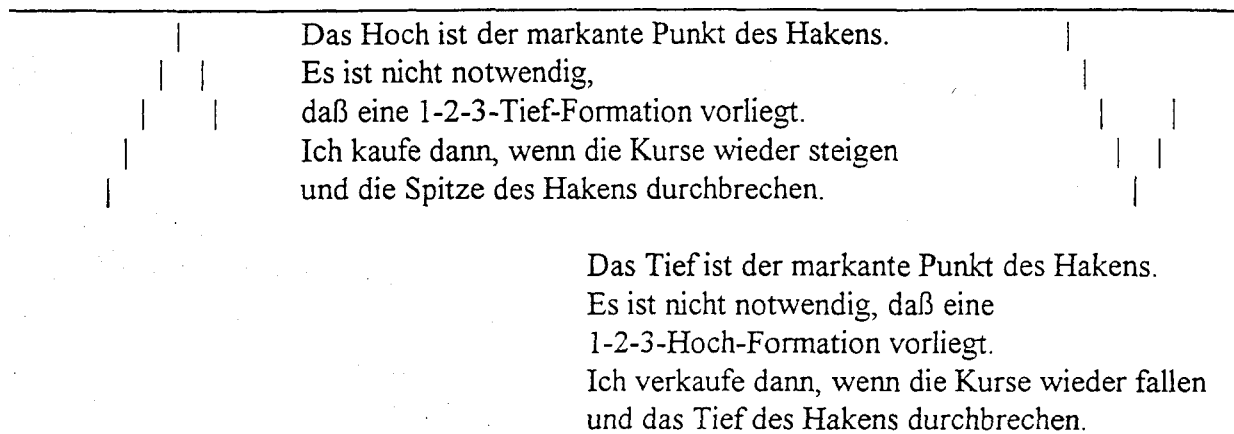 Das Hoch ist der markante Punkt des Hakens.
Es ist nicht notwendig,
daß eine 1-2-3-Tief-Formation vorliegt.
Ich kaufe dann, wenn die Kurse wieder steigen
und die Spitze des Hakens durchbrechen.
Das Tief ist der markante Punkt des Hakens.
Es ist nicht notwendig, daß eine
1-2-3-Hoch-Formation vorliegt.
Ich verkaufe dann, wenn die Kurse wieder fallen
und das Tief des Hakens durchbrechen.